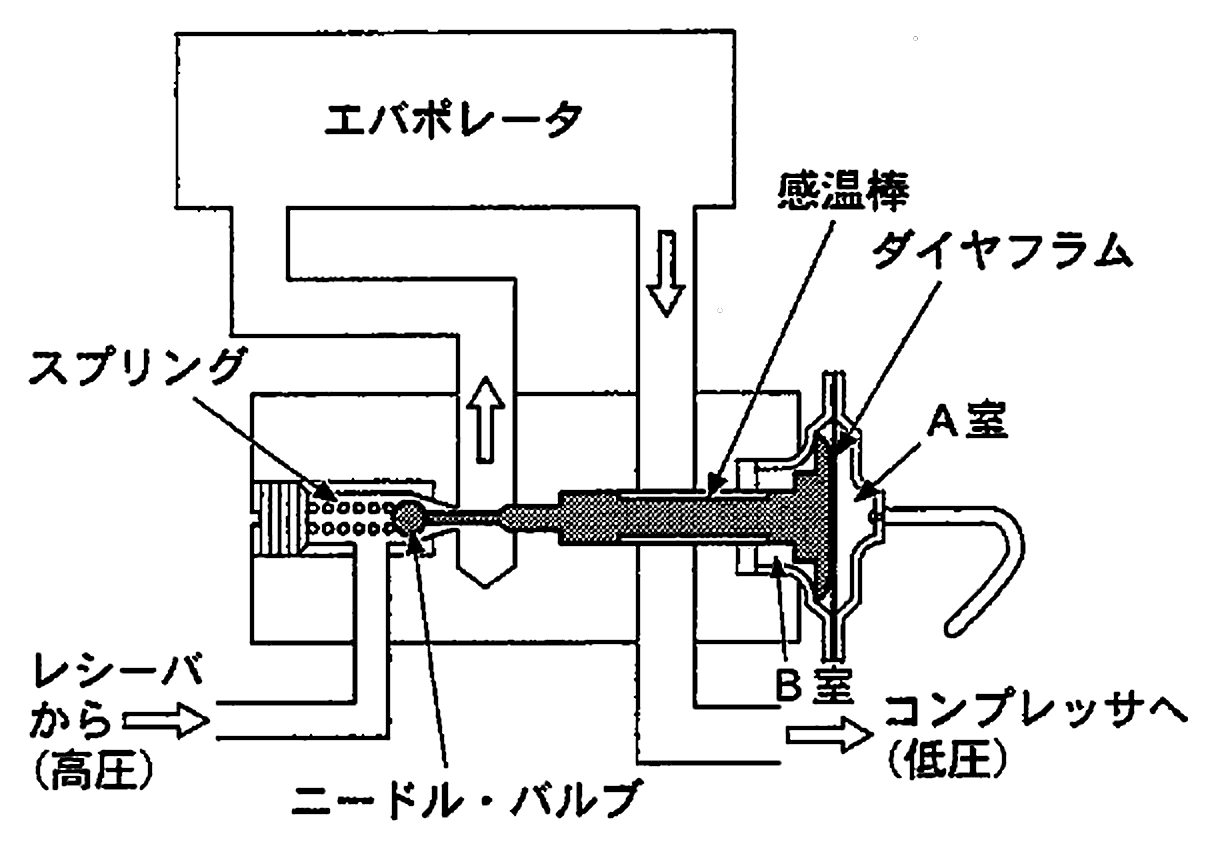 エバポレータ
感温棒
ダイヤフラム
スプリング
A室
B室
レシーバ
から
(高圧)
コンプレッサへ
(低圧)
ニードル・バルブ